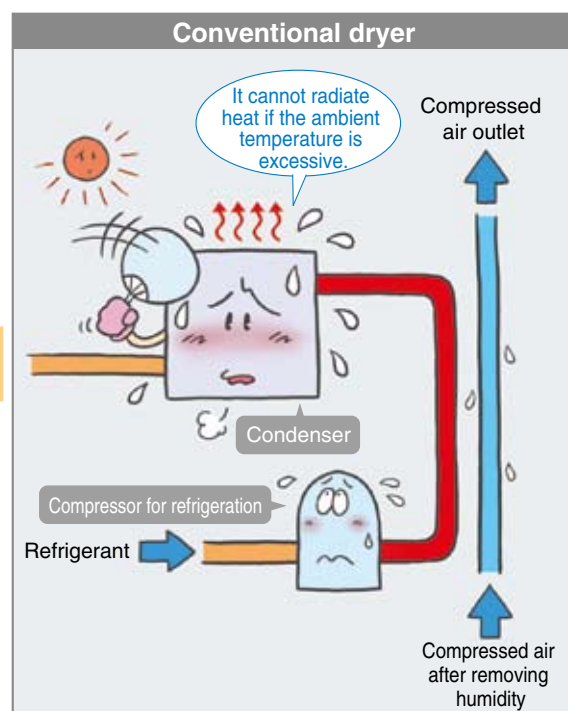 Conventional dryer
It cannot radiate
heat if the ambient
temperature is
excessive.
Compressed
air outlet
Condenser
Compressor for refrigeration
Refrigerant
Compressed air
after removing
humidity